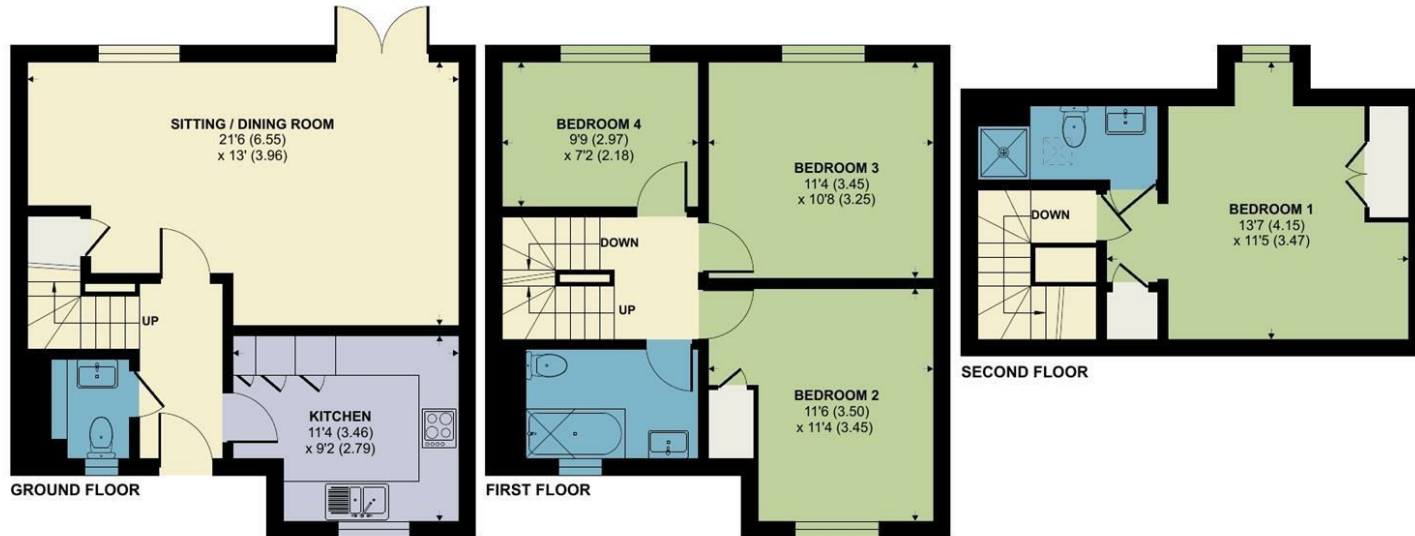 SITTING / DINING ROOM
21'6 (6.55)
x 13' (3.96)
UP
KITCHEN
11'4 (3.46)
x 9'2 (2.79)
GROUND FLOOR
BEDROOM 4
9'9 (2.97)
x 7'2 (2.18)
BEDROOM 3
11'4 (3.45)
x 10'8 (3.25)
DOWN
UP
BEDROOM 2
11'6 (3.50)
x 11'4 (3.45)
FIRST FLOOR
DOWN
BEDROOM 1
13'7 (4.15)
x 11'5 (3.47)
SECOND FLOOR